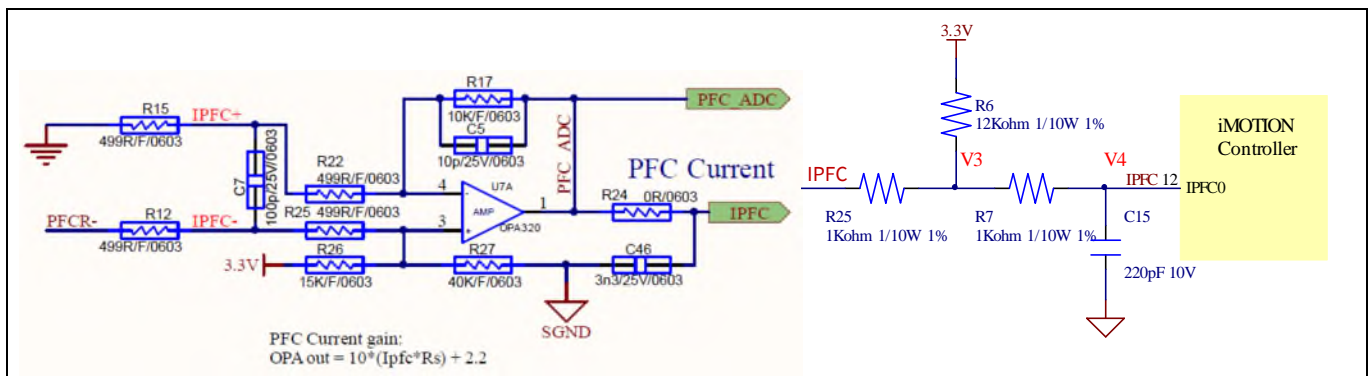 R15
IPFC+
499R/F/0603
C7
100p/25V/0603
R22
499R/F/0603
R17
10K/F/0603
C5
10p/25V/0603
PFC_ADC
PFC_ADC
PFC Current
U7A
4
-
AMP
1
3
+
OPA320
R24
0R/0603
IPFC
PFCR-
R12
IPFC-
499R/F/0603
R25
499R/F/0603
3.3V
R26
15K/F/0603
R27
40K/F/0603
C46
3n3/25V/0603
SGND
PFC Current gain:
OPA out = 10*(Ipfc*Rs) + 2.2
3.3V
R6
12Kohm 1/10W 1%
V3
V4
IPFC
R25
1Kohm 1/10W 1%
R7
1Kohm 1/10W 1%
IPFC 12
IPFC0
C15
220pF 10V
iMOTION
Controller